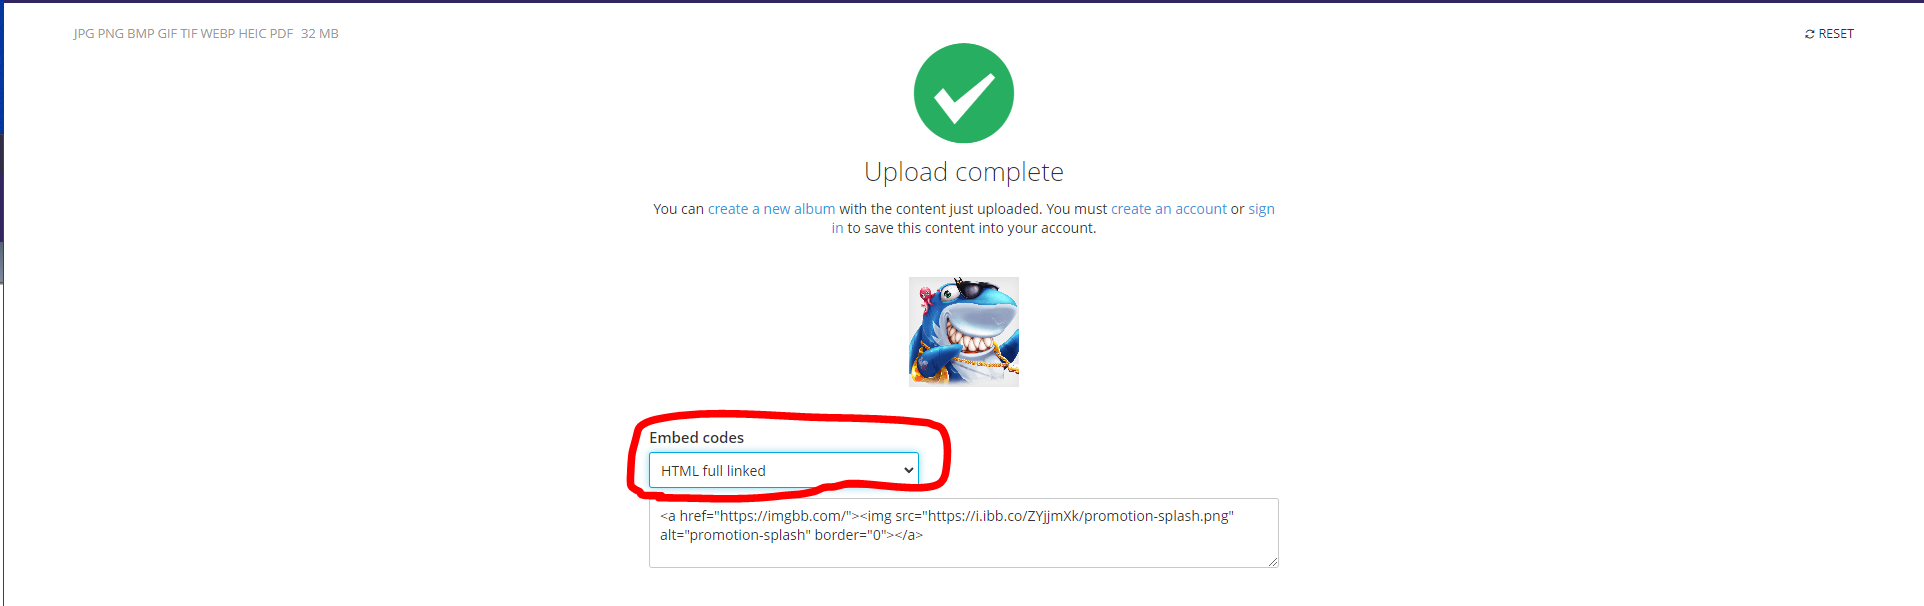 JPG PNG BMP GIF TIF WEBP HEIC PDF 32 MB
RESET
Upload complete
You can create a new album with the content just uploaded. You must create an account or sign
in to save this content into your account.
Embed codes
HTML full linked
<a href="https://imgbb.com/"><img src="https://i.ibb.co/ZYjjmXk/promotion-splash.png"
alt="promotion-splash" border="0"></a>